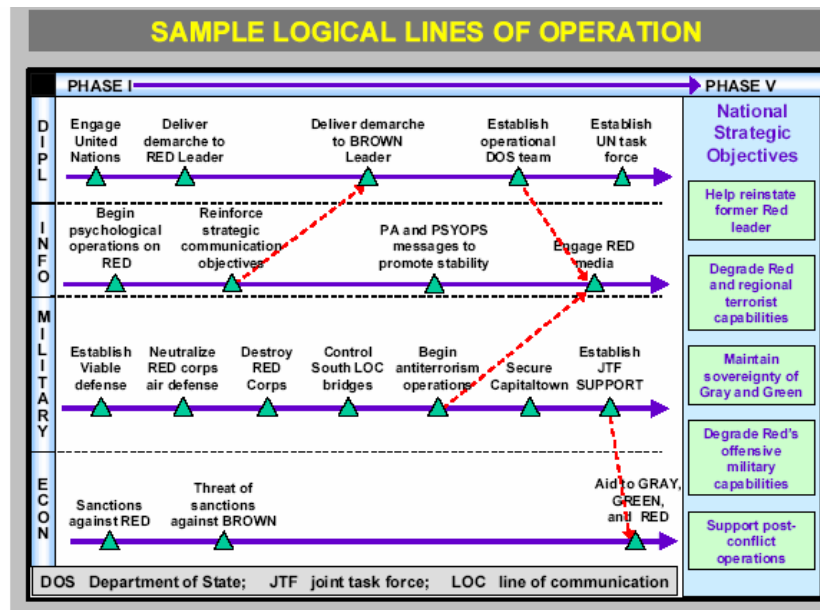 SAMPLE LOGICAL LINES OF OPERATION
PHASE I
PHASE V
DIPL
Engage
United
Nations
Deliver
demarche to
RED Leader
Deliver demarche
to BROWN
Leader
Establish
operational
DOS team
Establish
UN task
force
INFO
Begin
psychological
operations on
RED
Reinforce
strategic
communication
objectives
PA and PSYOPS
messages to
promote stability
Engage RED
media
MILITARY
Establish
Viable
defense
Neutralize
RED corps
air defense
Destroy
RED
Corps
Control
South LOC
bridges
Begin
antiterrorism
operations
Secure
Capitaltown
Establish
JTF
SUPPORT
ECON
Sanctions
against RED
Threat of
sanctions
against BROWN
Aid to GRAY,
GREEN,
and RED
National
Strategic
Objectives
Help reinstate
former Red
leader
Degrade Red
and regional
terrorist
capabilities
Maintain
sovereignty of
Gray and Green
Degrade Red's
offensive
military
capabilities
Support post-
conflict
operations
DOS Department of State; JTF joint task force; LOC line of communication